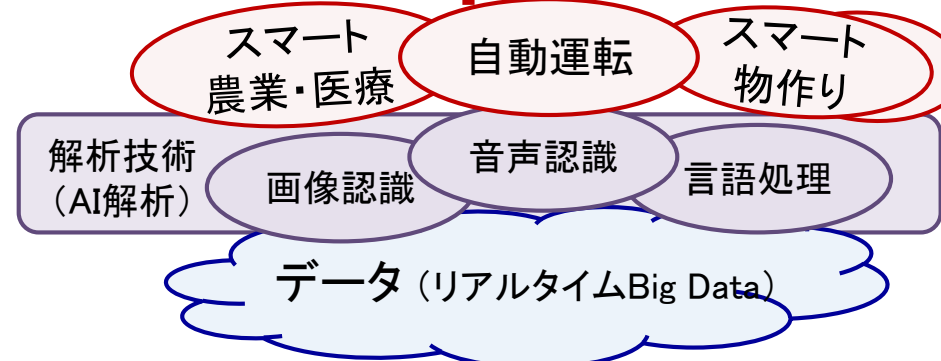 スマート
農業・医療
自動運転
スマート
物作り
解析技術
（AI解析）
画像認識
音声認識
言語処理
データ（リアルタイムBig Data）